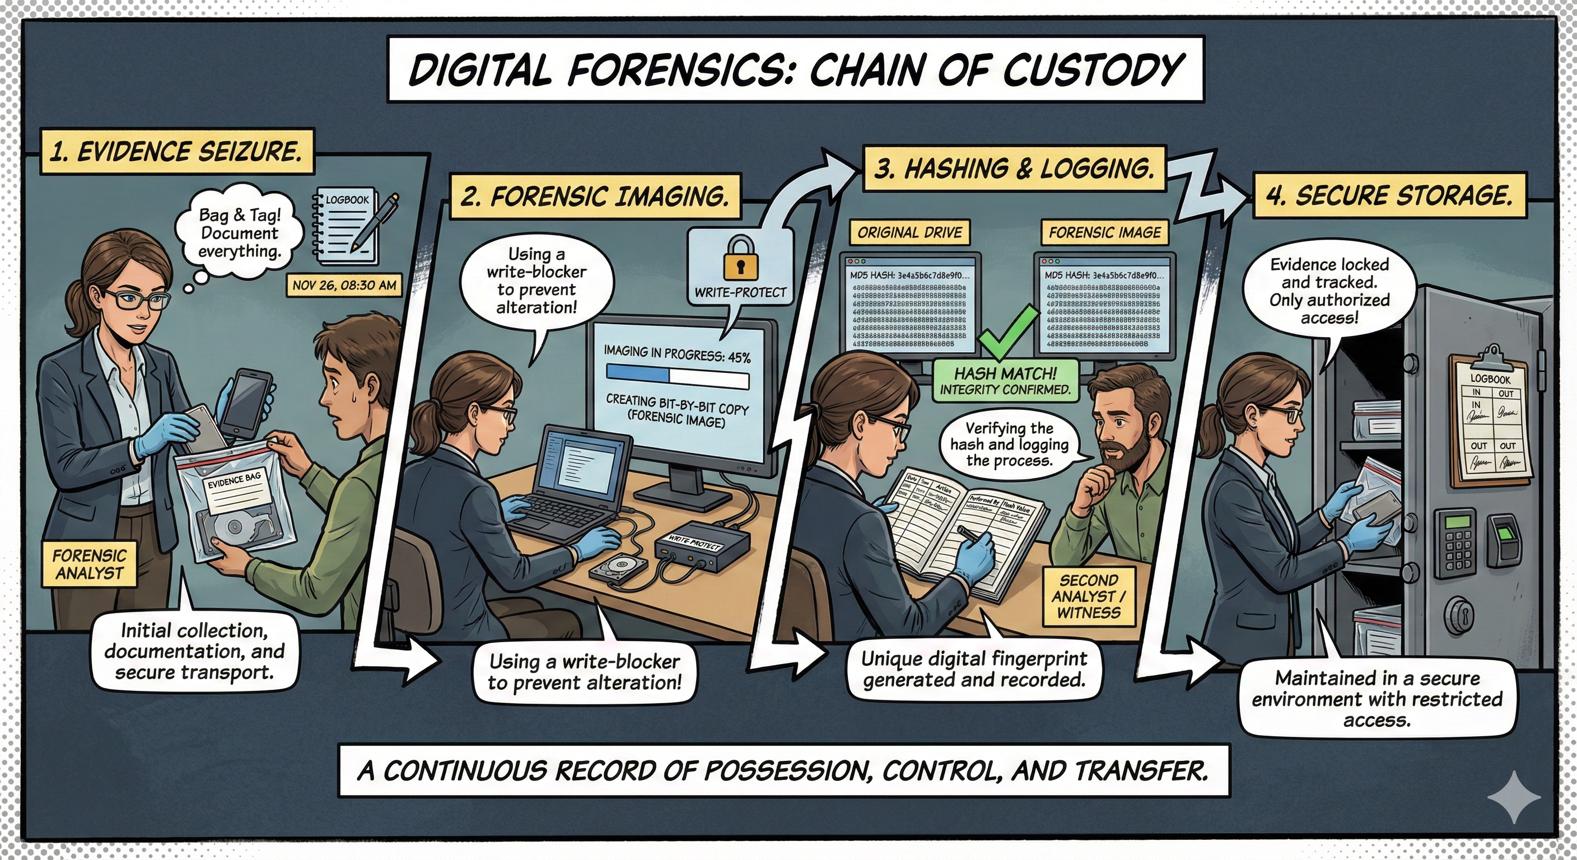 DIGITAL FORENSICS: CHAIN OF CUSTODY
1. EVIDENCE SEIZURE.
Bag & Tag!
Document
everything.
LOGBOOK
NOV 26, 08:30 AM
EVIDENCE BAG
FORENSIC
ANALYST
Initial collection,
documentation, and
secure transport.
2. FORENSIC IMAGING.
Using a
write-blocker
to prevent
alteration!
WRITE-PROTECT
IMAGING IN PROGRESS: 45%
CREATING BIT-BY-BIT COPY
(FORENSIC IMAGE)
WRITE-PROTECT
Using a write-blocker
to prevent alteration!
3. HASHING & LOGGING.
ORIGINAL DRIVE
MD5 HASH: 3e4a5b6c7d8e9f0...
FORENSIC IMAGE
MD5 HASH: 3e4a5b6c7d8e9f0...
HASH MATCH!
INTEGRITY CONFIRMED.
Verifying the
hash and logging
the process.
Date Time Action Performed By Hash Value
SECOND
ANALYST /
WITNESS
Unique digital fingerprint
generated and recorded.
4. SECURE STORAGE.
Evidence locked
and tracked.
Only authorized
access!
LOGBOOK
IN OUT
IN
OUT OUT
Maintained in a secure
environment with restricted
access.
A CONTINUOUS RECORD OF POSSESSION, CONTROL, AND TRANSFER.